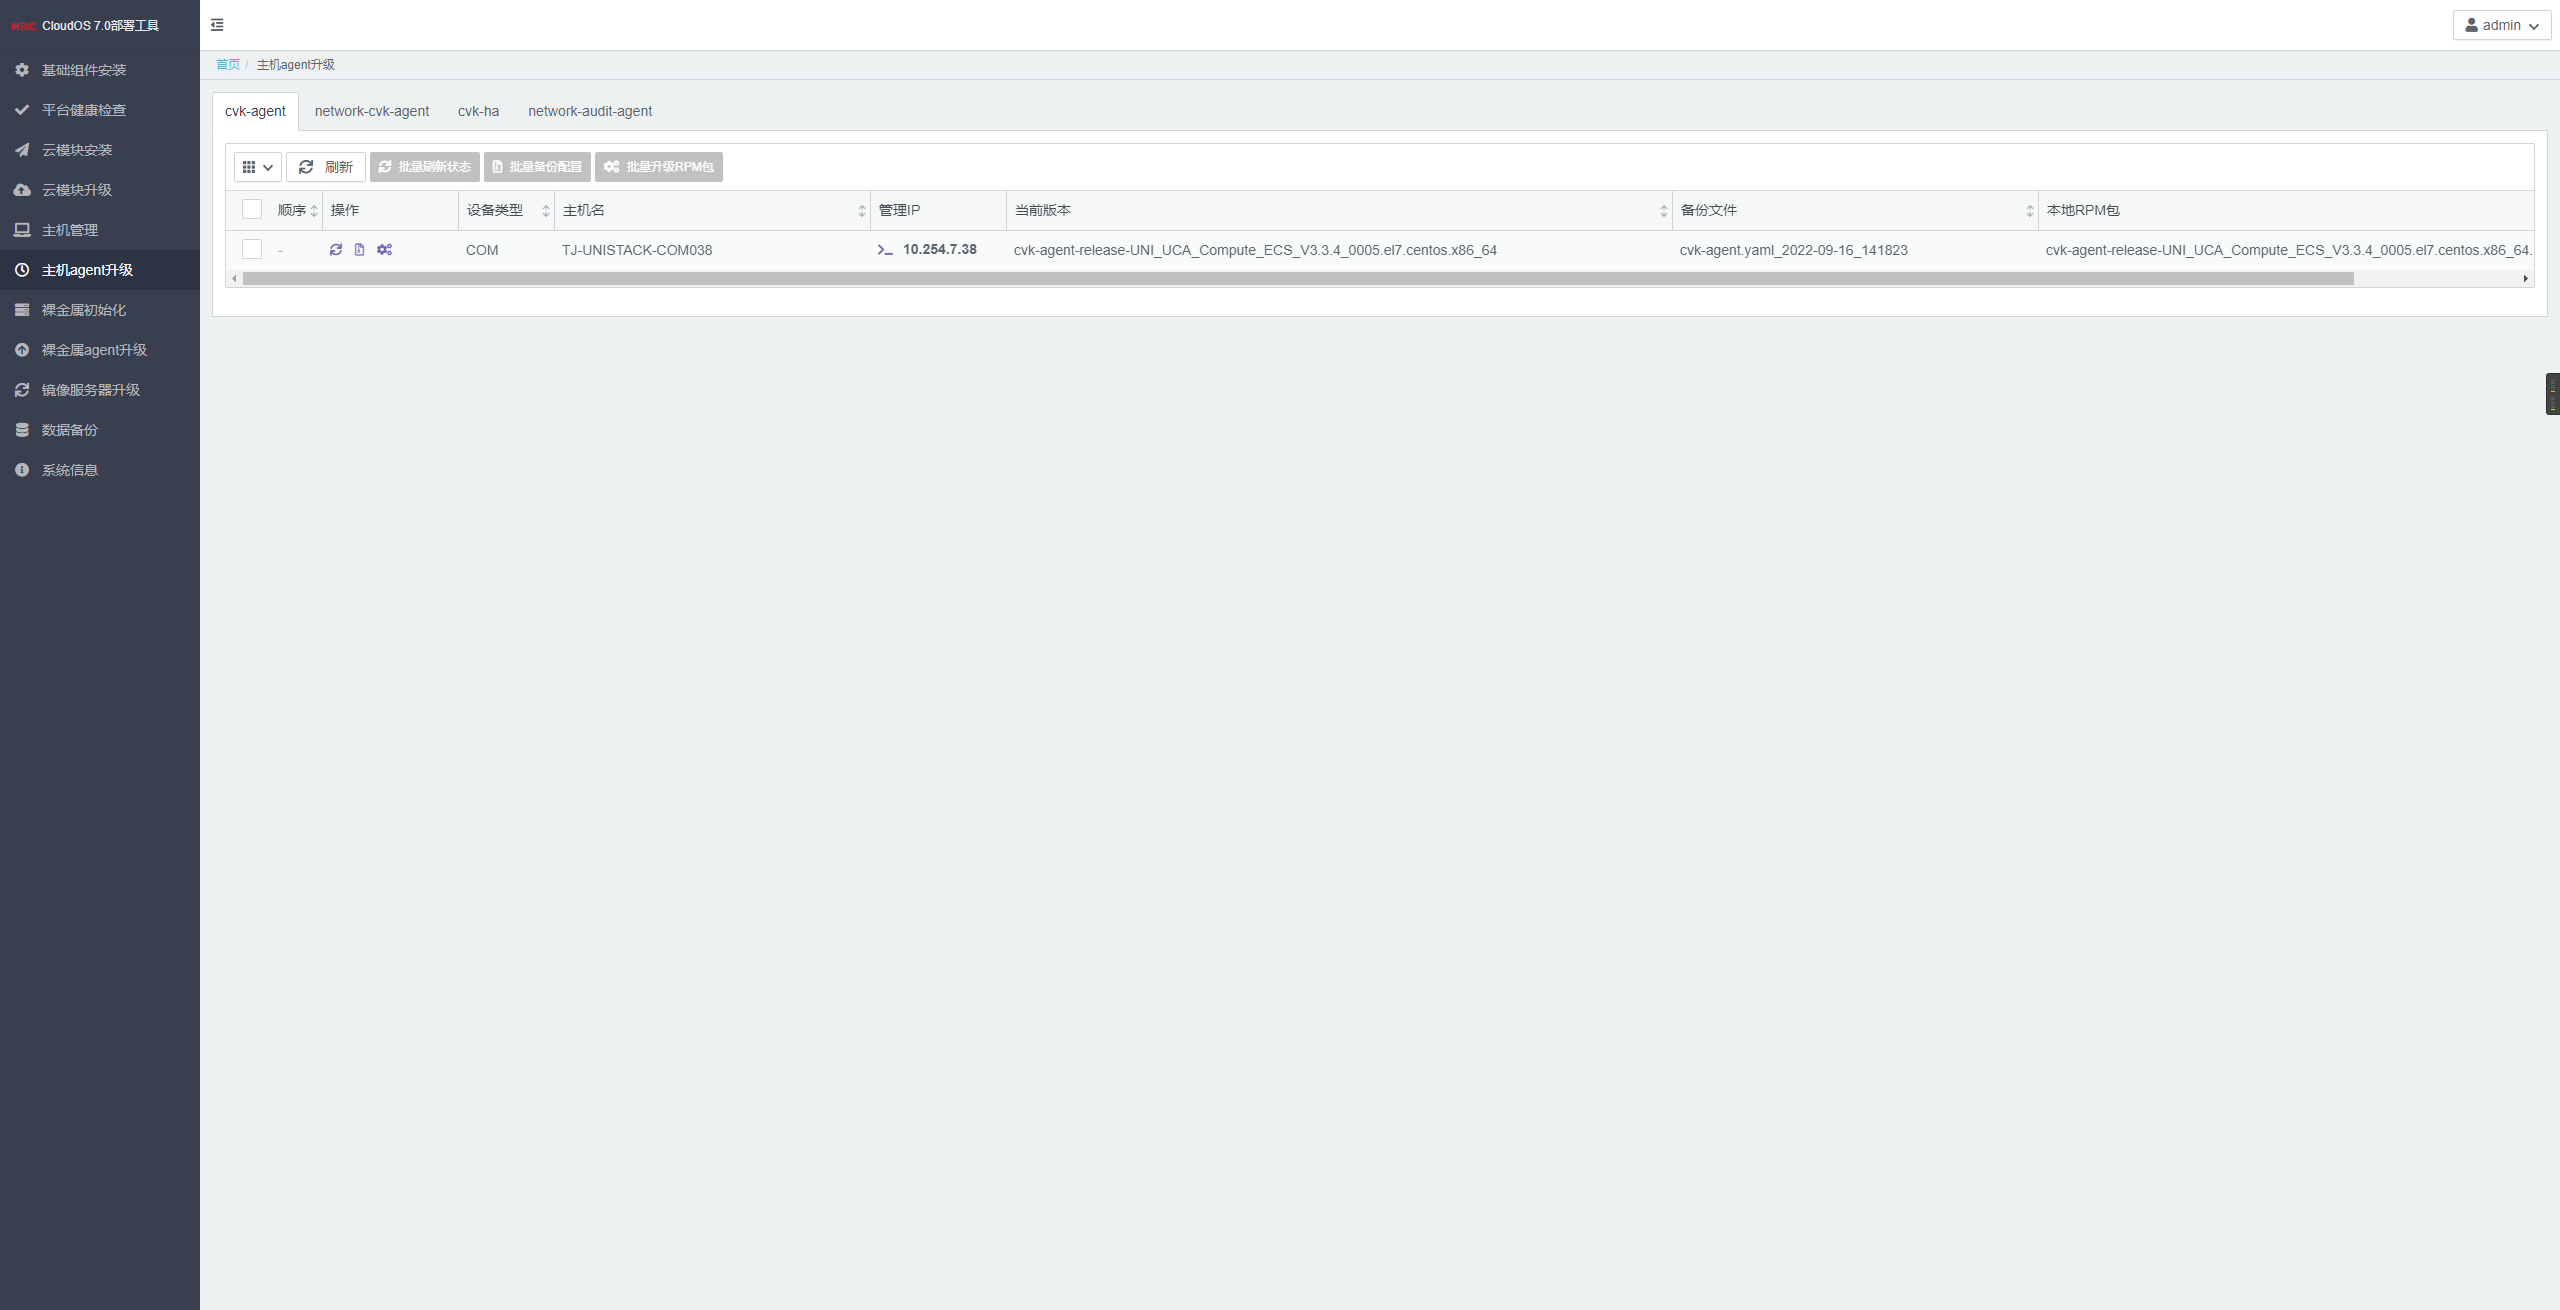 H3C CloudOS 7.0部署工具
admin
基础组件安装
平台健康检查
云模块安装
云模块升级
主机管理
主机agent升级
裸金属初始化
裸金属agent升级
镜像服务器升级
数据备份
系统信息
首页 / 主机agent升级
cvk-agent network-cvk-agent cvk-ha network-audit-agent
刷新 批量刷新状态 批量备份配置 批量升级RPM包
顺序 操作 设备类型 主机名 管理IP 当前版本 备份文件 本地RPM包
- COM TJ-UNISTACK-COM038 10.254.7.38 cvk-agent-release-UNI_UCA_Compute_ECS_V3.3.4_0005.el7.centos.x86_64 cvk-agent.yaml_2022-09-16_141823 cvk-agent-release-UNI_UCA_Compute_ECS_V3.3.4_0005.el7.centos.x86_64.